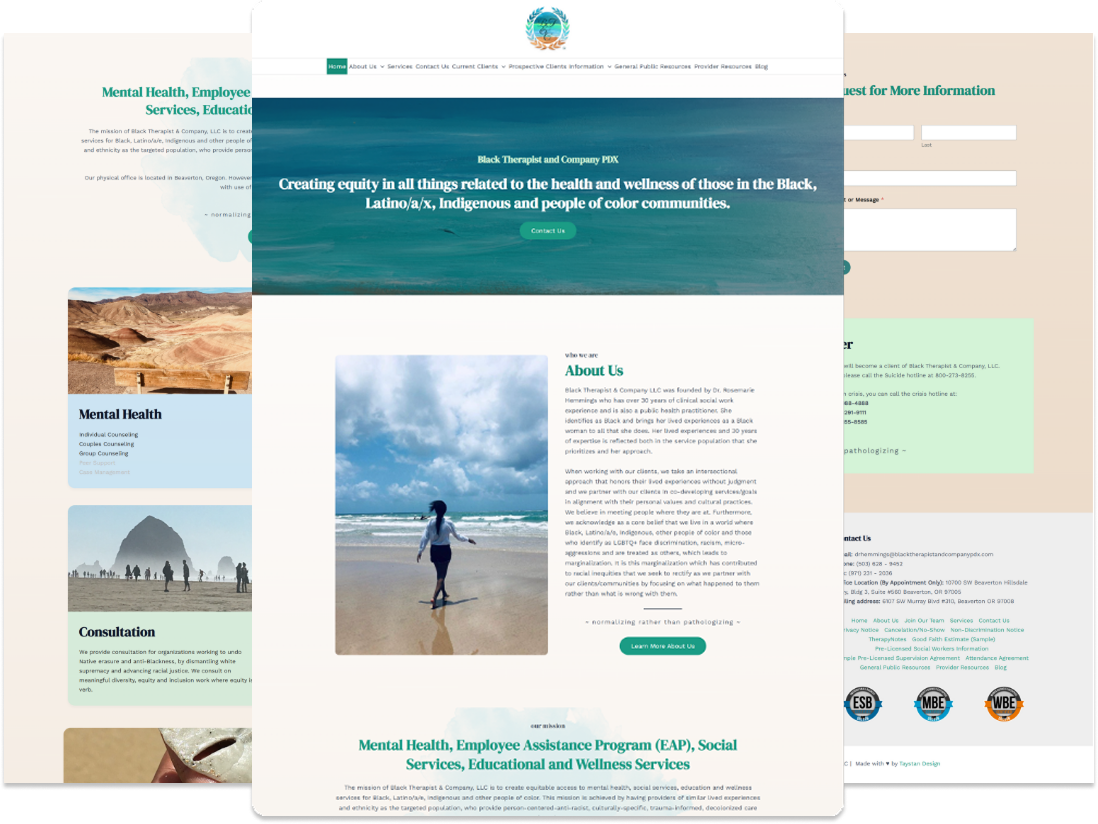 Home About Us Services Contact Us Current Clients Prospective Clients Information General Public Resources Provider Resources Blog
Black Therapist and Company PDX
Creating equity in all things related to the health and wellness of those in the Black,
Latino/a/x, Indigenous and people of color communities.
Contact Us
who we are
About Us
Black Therapist & Company LLC was founded by Dr. Rosemarie
Hemmings who has over 30 years of clinical social work
experience and is also a public health practitioner. She
identifies as Black and brings her lived experiences as a Black
woman to all that she does. Her lived experiences and 30 years
of expertise is reflected both in the service population that she
prioritizes and her approach.
When working with our clients, we take an intersectional
approach that honors their lived experiences without judgment
and we partner with our clients in co-developing services/goals
in alignment with their personal values and cultural practices.
We believe in meeting people where they are at. Furthermore,
we acknowledge as a core belief that we live in a world where
Black, Latino/a/x, Indigenous, other people of color and those
who identify as LGBTQ+ face discrimination, racism, micro-
aggressions and are treated as others, which leads to
marginalization. It is this marginalization which has contributed
to racial inequities that we seek to rectify as we partner with
our clients/communities by focusing on what happened to them
rather than what is wrong with them.
~ normalizing rather than pathologizing ~
Learn More About Us
our mission
Mental Health, Employee Assistance Program (EAP), Social
Services, Educational and Wellness Services
The mission of Black Therapist & Company, LLC is to create equitable access to mental health, social services, education and wellness
services for Black, Latino/a/e, Indigenous and other people of color. This mission is achieved by having providers of similar lived experiences
and ethnicity as the targeted population, who provide person-centered-anti-racist, culturally-specific, trauma-informed, decolonized care
Mental Health, Employee
Services, Educatio
The mission of Black Therapist & Company, LLC is to creat
services for Black, Latino/a/e, Indigenous and other people of
and ethnicity as the targeted population, who provide person
Our physical office is located in Beaverton, Oregon. However
with use of
~ normalizing
Mental Health
Individual Counseling
Couples Counseling
Group Counseling
Peer Support
Case Management
Consultation
We provide consultation for organizations working to undo
Native erasure and anti-Blackness, by dismantling white
supremacy and advancing racial justice. We consult on
meaningful diversity, equity and inclusion work where equity is
verb.
uest for More Information
Last
t or Message *
er
will become a client of Black Therapist & Company, LLC.
please call the Suicide hotline at 800-273-8255.
n crisis, you can call the crisis hotline at:
988-4888
291-9111
55-8585
pathologizing ~
ntact Us
ail: drhemmings@blacktherapistandcompanypdx.com
one: (503) 828 - 9452
: (971) 231 - 2036
fice Location (By Appointment Only): 10700 SW Beaverton Hillsdale
y, Bldg 3, Suite #560 Beaverton, OR 97005
iling address: 6107 SW Murray Blvd #310, Beaverton OR 97008
Home About Us Join Our Team Services Contact Us
rivacy Notice Cancelation/No-Show Non-Discrimination Notice
TherapyNotes Good Faith Estimate (Sample)
Pre-Licensed Social Workers Information
mple Pre-Licensed Supervision Agreement Attendance Agreement
General Public Resources Provider Resources Blog
ESB
MBE
WBE
C | Made with ♥ by Taystan Design